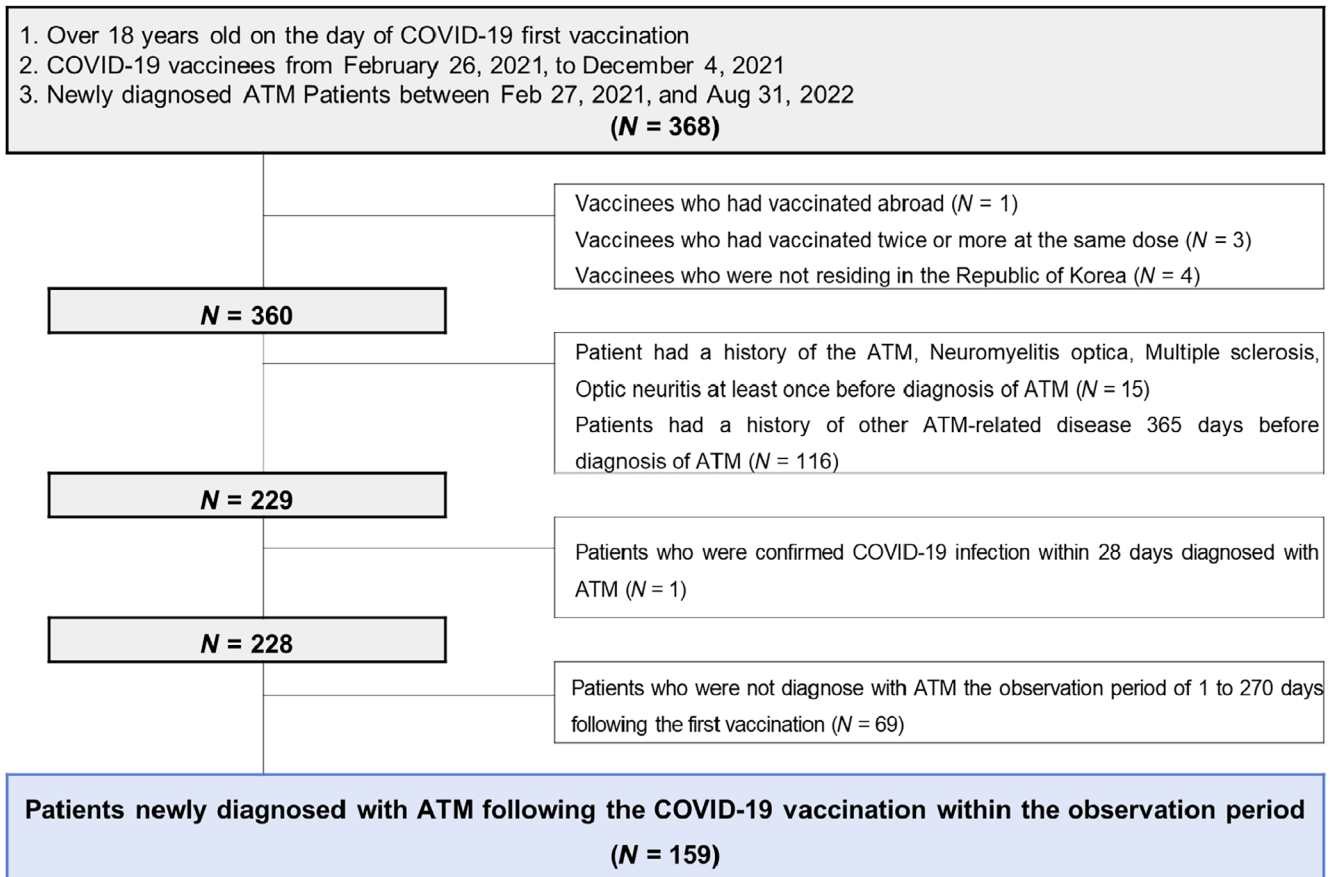 1. Over 18 years old on the day of COVID-19 first vaccination
2. COVID-19 vaccinees from February 26, 2021, to December 4, 2021
3. Newly diagnosed ATM Patients between Feb 27, 2021, and Aug 31, 2022
(N = 368)
Vaccinees who had vaccinated abroad (N = 1)
Vaccinees who had vaccinated twice or more at the same dose (N = 3)
Vaccinees who were not residing in the Republic of Korea (N = 4)
N = 360
Patient had a history of the ATM, Neuromyelitis optica, Multiple sclerosis,
Optic neuritis at least once before diagnosis of ATM (N = 15)
Patients had a history of other ATM-related disease 365 days before
diagnosis of ATM (N = 116)
N = 229
Patients who were confirmed COVID-19 infection within 28 days diagnosed with
ATM (N = 1)
N = 228
Patients who were not diagnose with ATM the observation period of 1 to 270 days
following the first vaccination (N = 69)
Patients newly diagnosed with ATM following the COVID-19 vaccination within the observation period
(N = 159)